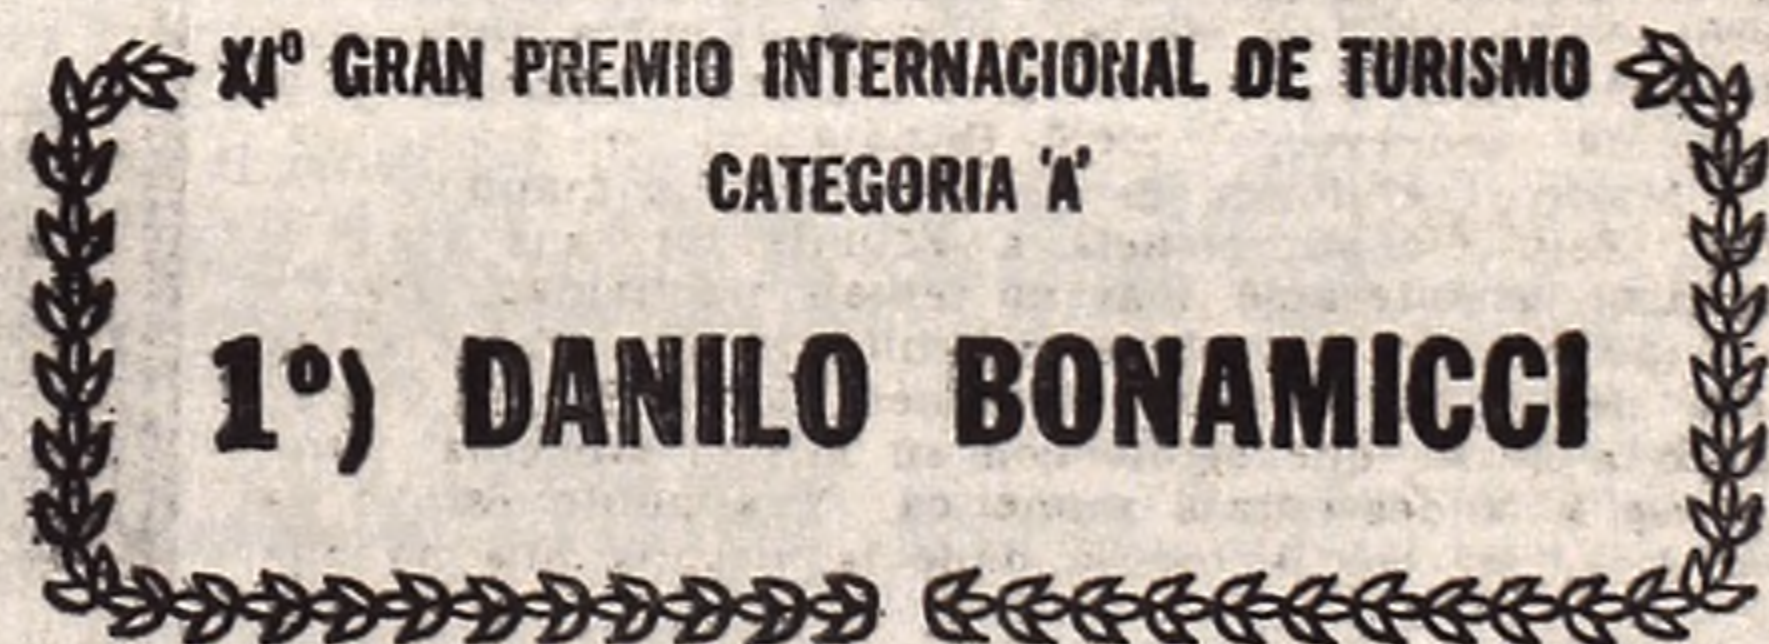 XIº GRAN PREMIO INTERNACIONAL DE TURISMO
CATEGORIA 'A'
1º) DANILO BONAMICCI